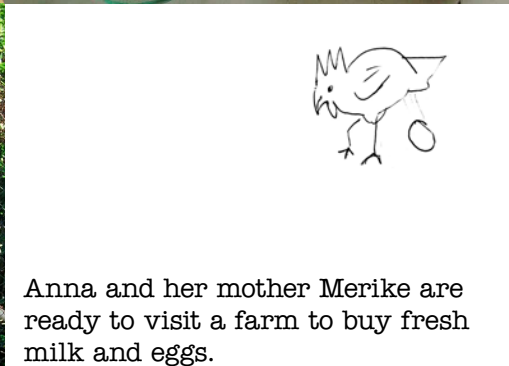 Anna and her mother Merike are
ready to visit a farm to buy fresh
milk and eggs.